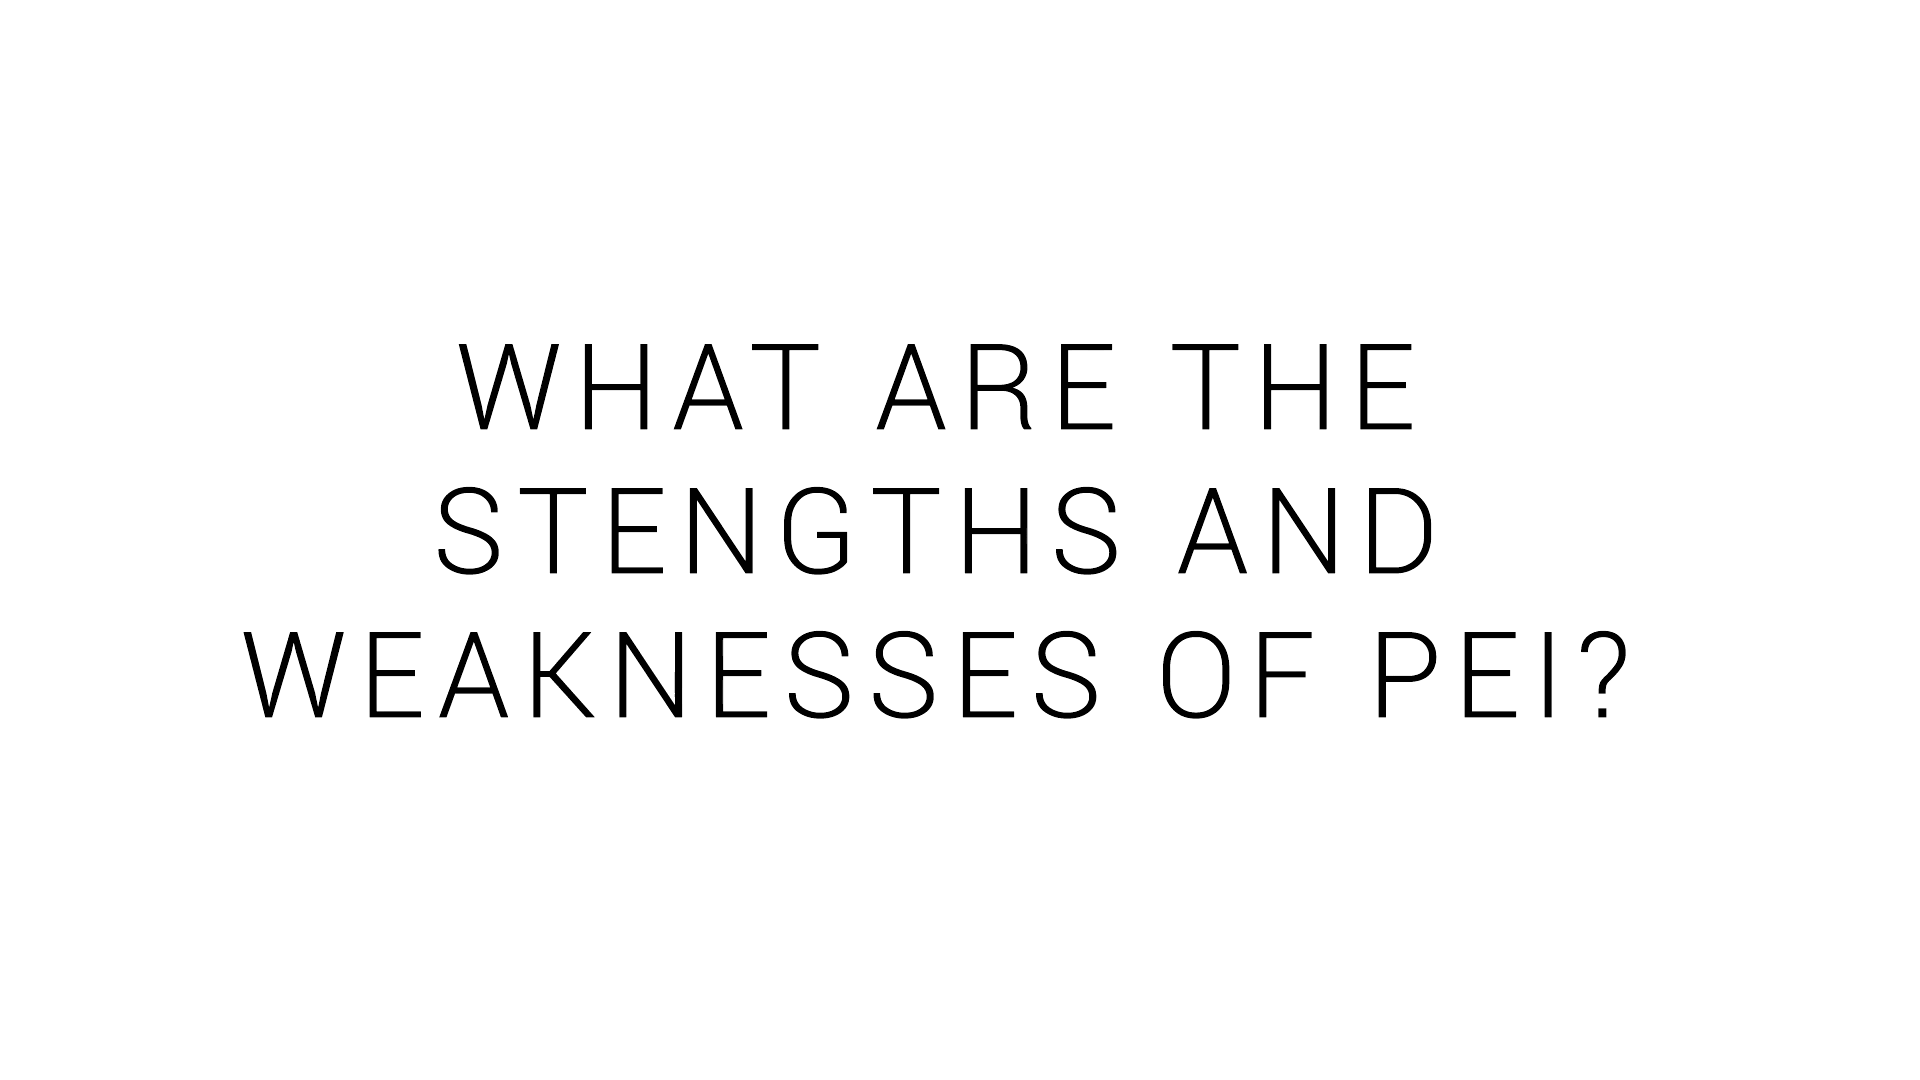 WHAT ARE THE
STENGTHS AND
WEAKNESSES OF PEI?